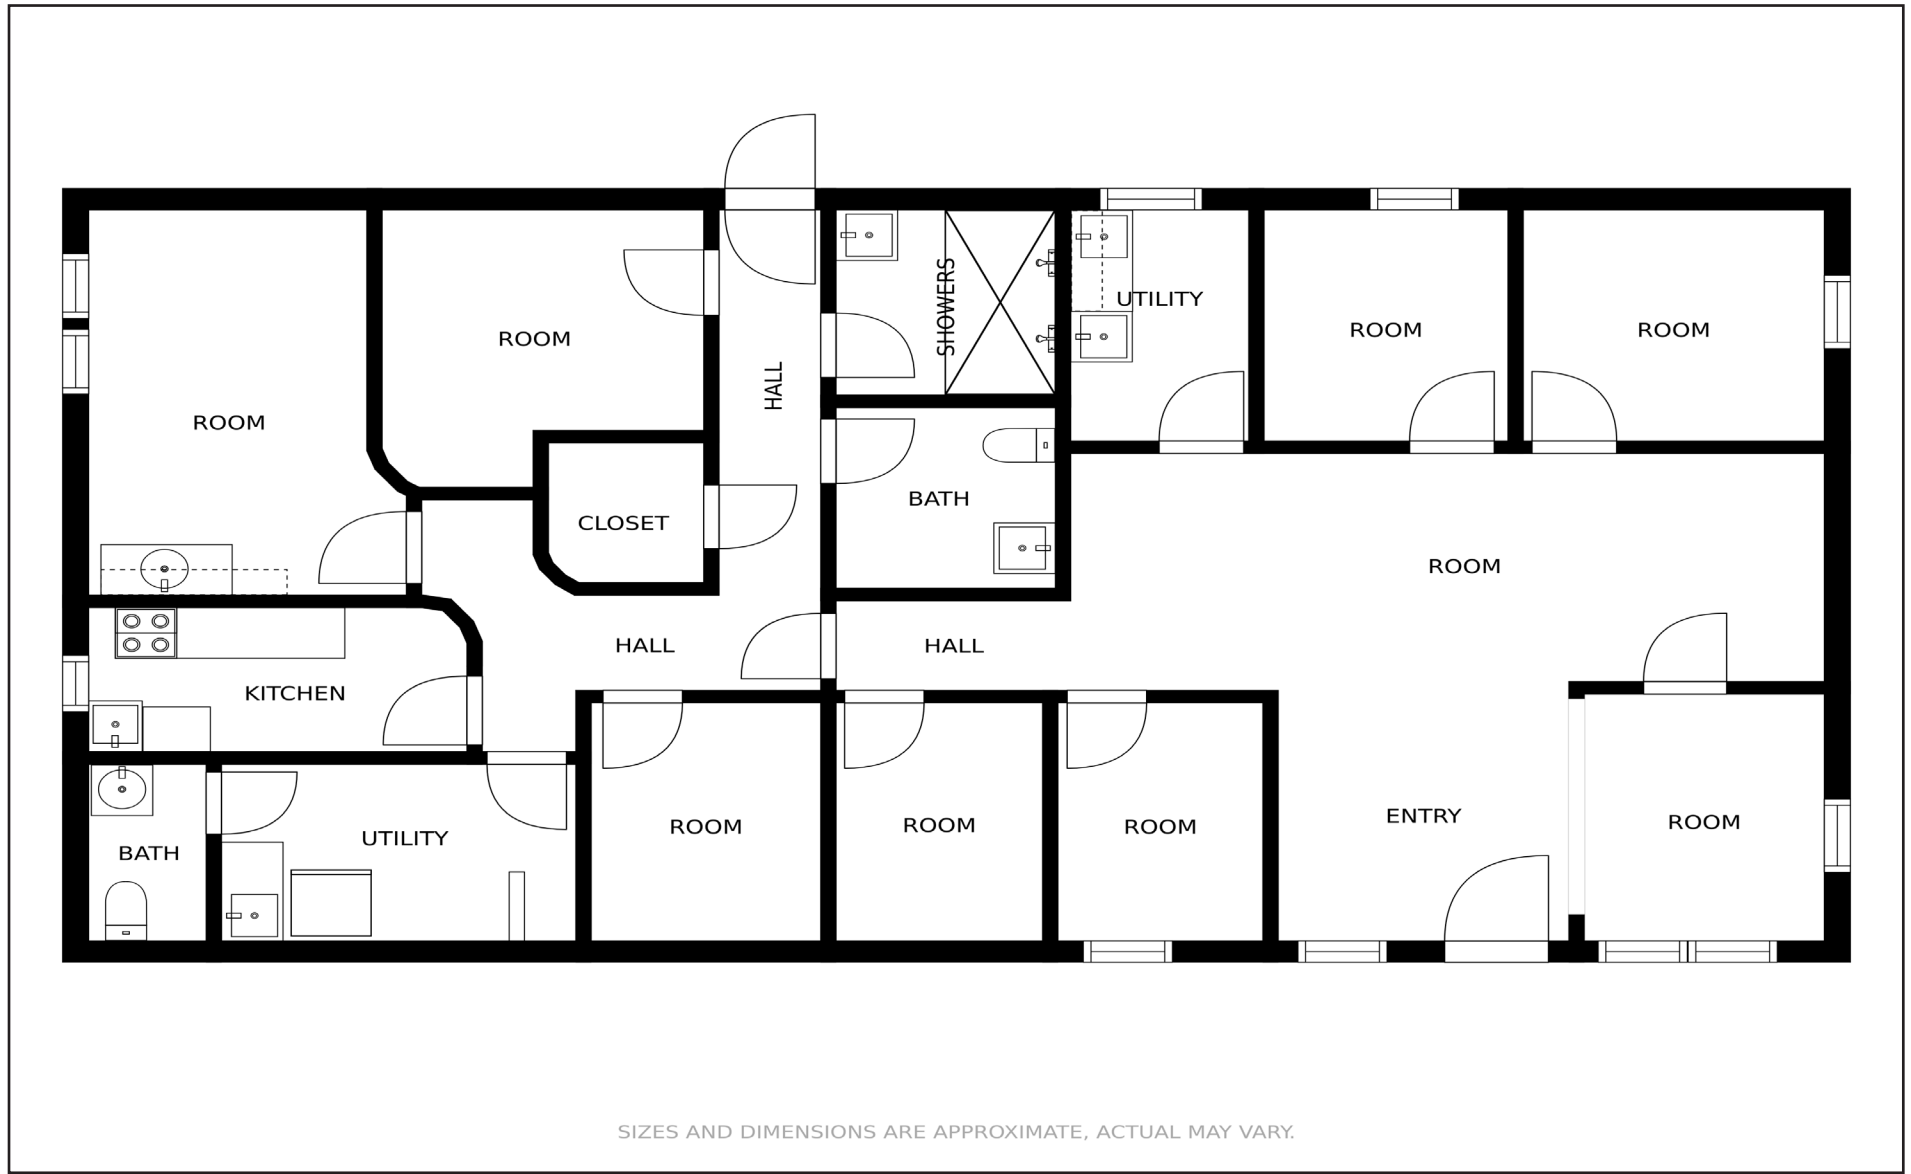 UTILITY
ROOM
ROOM
SHOWERS
ROOM
HALL
ROOM
BATH
CLOSET
ROOM
HALL
HALL
KITCHEN
ENTRY
ROOM
ROOM
ROOM
ROOM
UTILITY
BATH
SIZES AND DIMENSIONS ARE APPROXIMATE, ACTUAL MAY VARY.